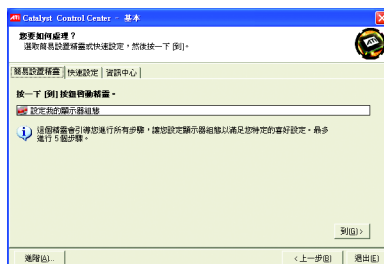 ATI Catalyst Control Center - 基本
您要如何處理？
選取簡易設置精靈或快速設定，然後按一下 [到]。
簡易設置精靈 快速設定 資訊中心
按一下 [到] 按鈕啓動精靈。
設定我的顯示器組態
這個精靈會引導您進行所有步驟，讓您設定顯示器組態以滿足您特定的喜好設定。最多
進行 5 個步驟。
到(G)>
進階(A)... <上一步(B) 退出(E)